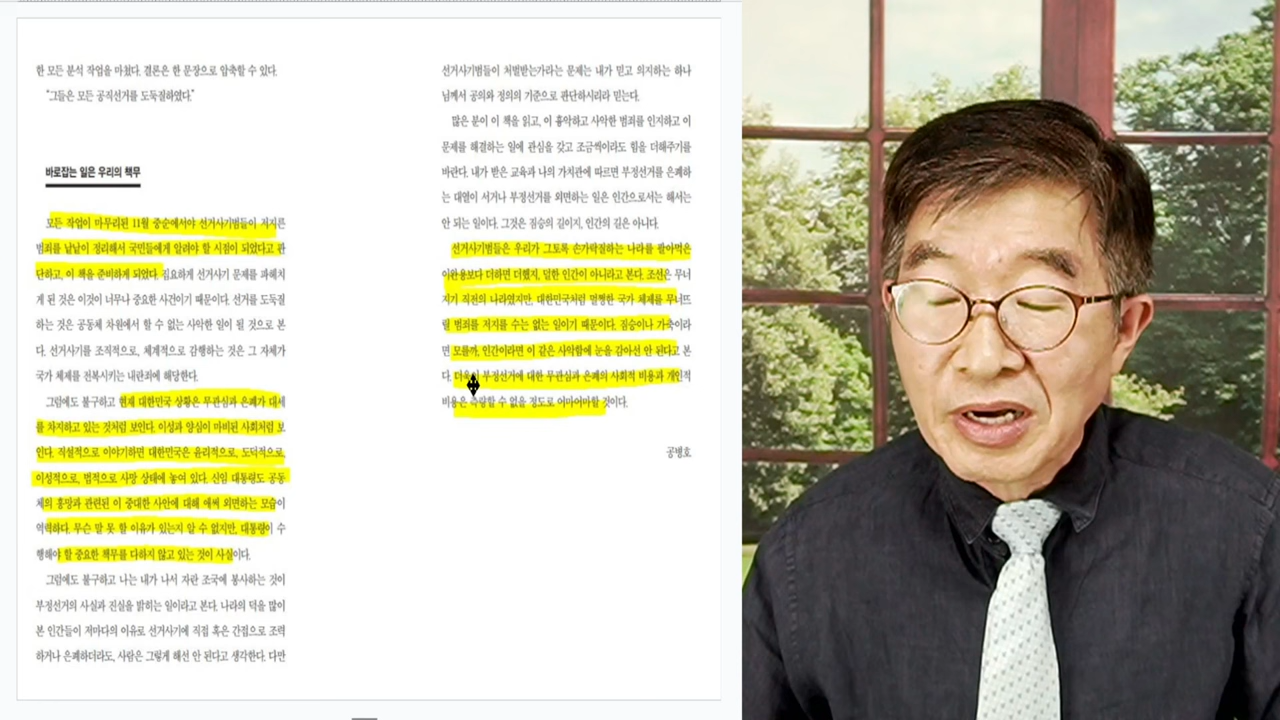 한 모든 분석 작업을 마쳤다. 결론은 한 문장으로 압축할 수 있다.
"그들은 모든 공직선거를 도둑질하였다."
바로잡는 일은 우리의 책무
모든 작업이 마무리된 11월 중순에서야 선거사기범들이 저지른
범죄를 낱낱이 정리해서 국민들에게 알려야 할 시점이 되었다고 판
단하고, 이 책을 준비하게 되었다. 집요하게 선거사기 문제를 파헤치
게 된 것은 이것이 너무나 중요한 사건이기 때문이다. 선거를 도둑질
하는 것은 공동체 차원에서 할 수 없는 사악한 일이 될 것으로 본
다. 선거사기를 조직적으로, 체계적으로 감행하는 것은 그 자체가
국가 체제를 전복시키는 내란죄에 해당한다.
그럼에도 불구하고 현재 대한민국 상황은 무관심과 은폐가 대세
를 차지하고 있는 것처럼 보인다. 이성과 양심이 마비된 사회처럼 보
인다. 직설적으로 이야기하면 대한민국은 윤리적으로, 도덕적으로,
이성적으로, 법적으로 사망 상태에 놓여 있다. 신임 대통령도 공동
체의 흥망과 관련된 이 중대한 사안에 대해 애써 외면하는 모습이
역력하다. 무슨 말 못 할 이유가 있는지 알 수 없지만, 대통령이 수
행해야 할 중요한 책무를 다하지 않고 있는 것이 사실이다.
그럼에도 불구하고 나는 내가 나서 자란 조국에 봉사하는 것이
부정선거의 사실과 진실을 밝히는 일이라고 본다. 나라의 덕을 많이
본 인간들이 저마다의 이유로 선거사기에 직접 혹은 간접으로 조력
하거나 은폐하더라도, 사람은 그렇게 해선 안 된다고 생각한다. 다만
선거사기범들이 처벌받는가라는 문제는 내가 믿고 의지하는 하나
님께서 공의와 정의의 기준으로 판단하시리라 믿는다.
많은 분이 이 책을 읽고, 이 흉악하고 사악한 범죄를 인지하고 이
문제를 해결하는 일에 관심을 갖고 조금씩이라도 힘을 더해주기를
바란다. 내가 받은 교육과 나의 가치관에 따르면 부정선거를 은폐하
는 대열이 서거나 부정선거를 외면하는 일은 인간으로서는 해서는
안 되는 일이다. 그것은 짐승의 길이지, 인간의 길은 아니다.
선거사기범들은 우리가 그토록 손가락질하는 나라를 팔아먹은
이완용보다 더하면 더했지, 덜한 인간이 아니라고 본다. 조선은 무너
지기 직전의 나라였지만, 대한민국처럼 멀쩡한 국가 체제를 무너뜨
릴 범죄를 저지를 수는 없는 일이기 때문이다. 짐승이나 가축이라
면 모를까, 인간이라면 이 같은 사악함에 눈을 감아선 안 된다고 본
다. 더욱이 부정선거에 대한 무관심과 은폐의 사회적 비용과 개인적
비용은 측량할 수 없을 정도로 어마어마할 것이다.
공병호